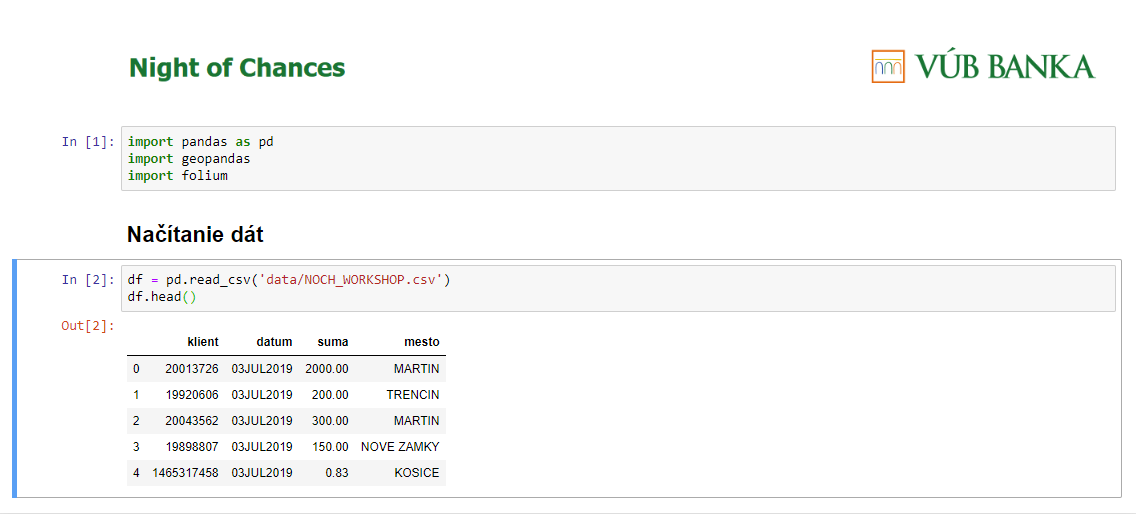 Night of Chances
VÚB BANKA
In [1]: import pandas as pd
import geopandas
import folium
Načítanie dát
In [2]: df = pd.read_csv('data/NOCH_WORKSHOP.csv')
df.head()
Out[2]:
klient datum suma mesto
0 20013726 03JUL2019 2000.00 MARTIN
1 19920606 03JUL2019 200.00 TRENCIN
2 20043562 03JUL2019 300.00 MARTIN
3 19898807 03JUL2019 150.00 NOVE ZAMKY
4 1465317458 03JUL2019 0.83 KOSICE